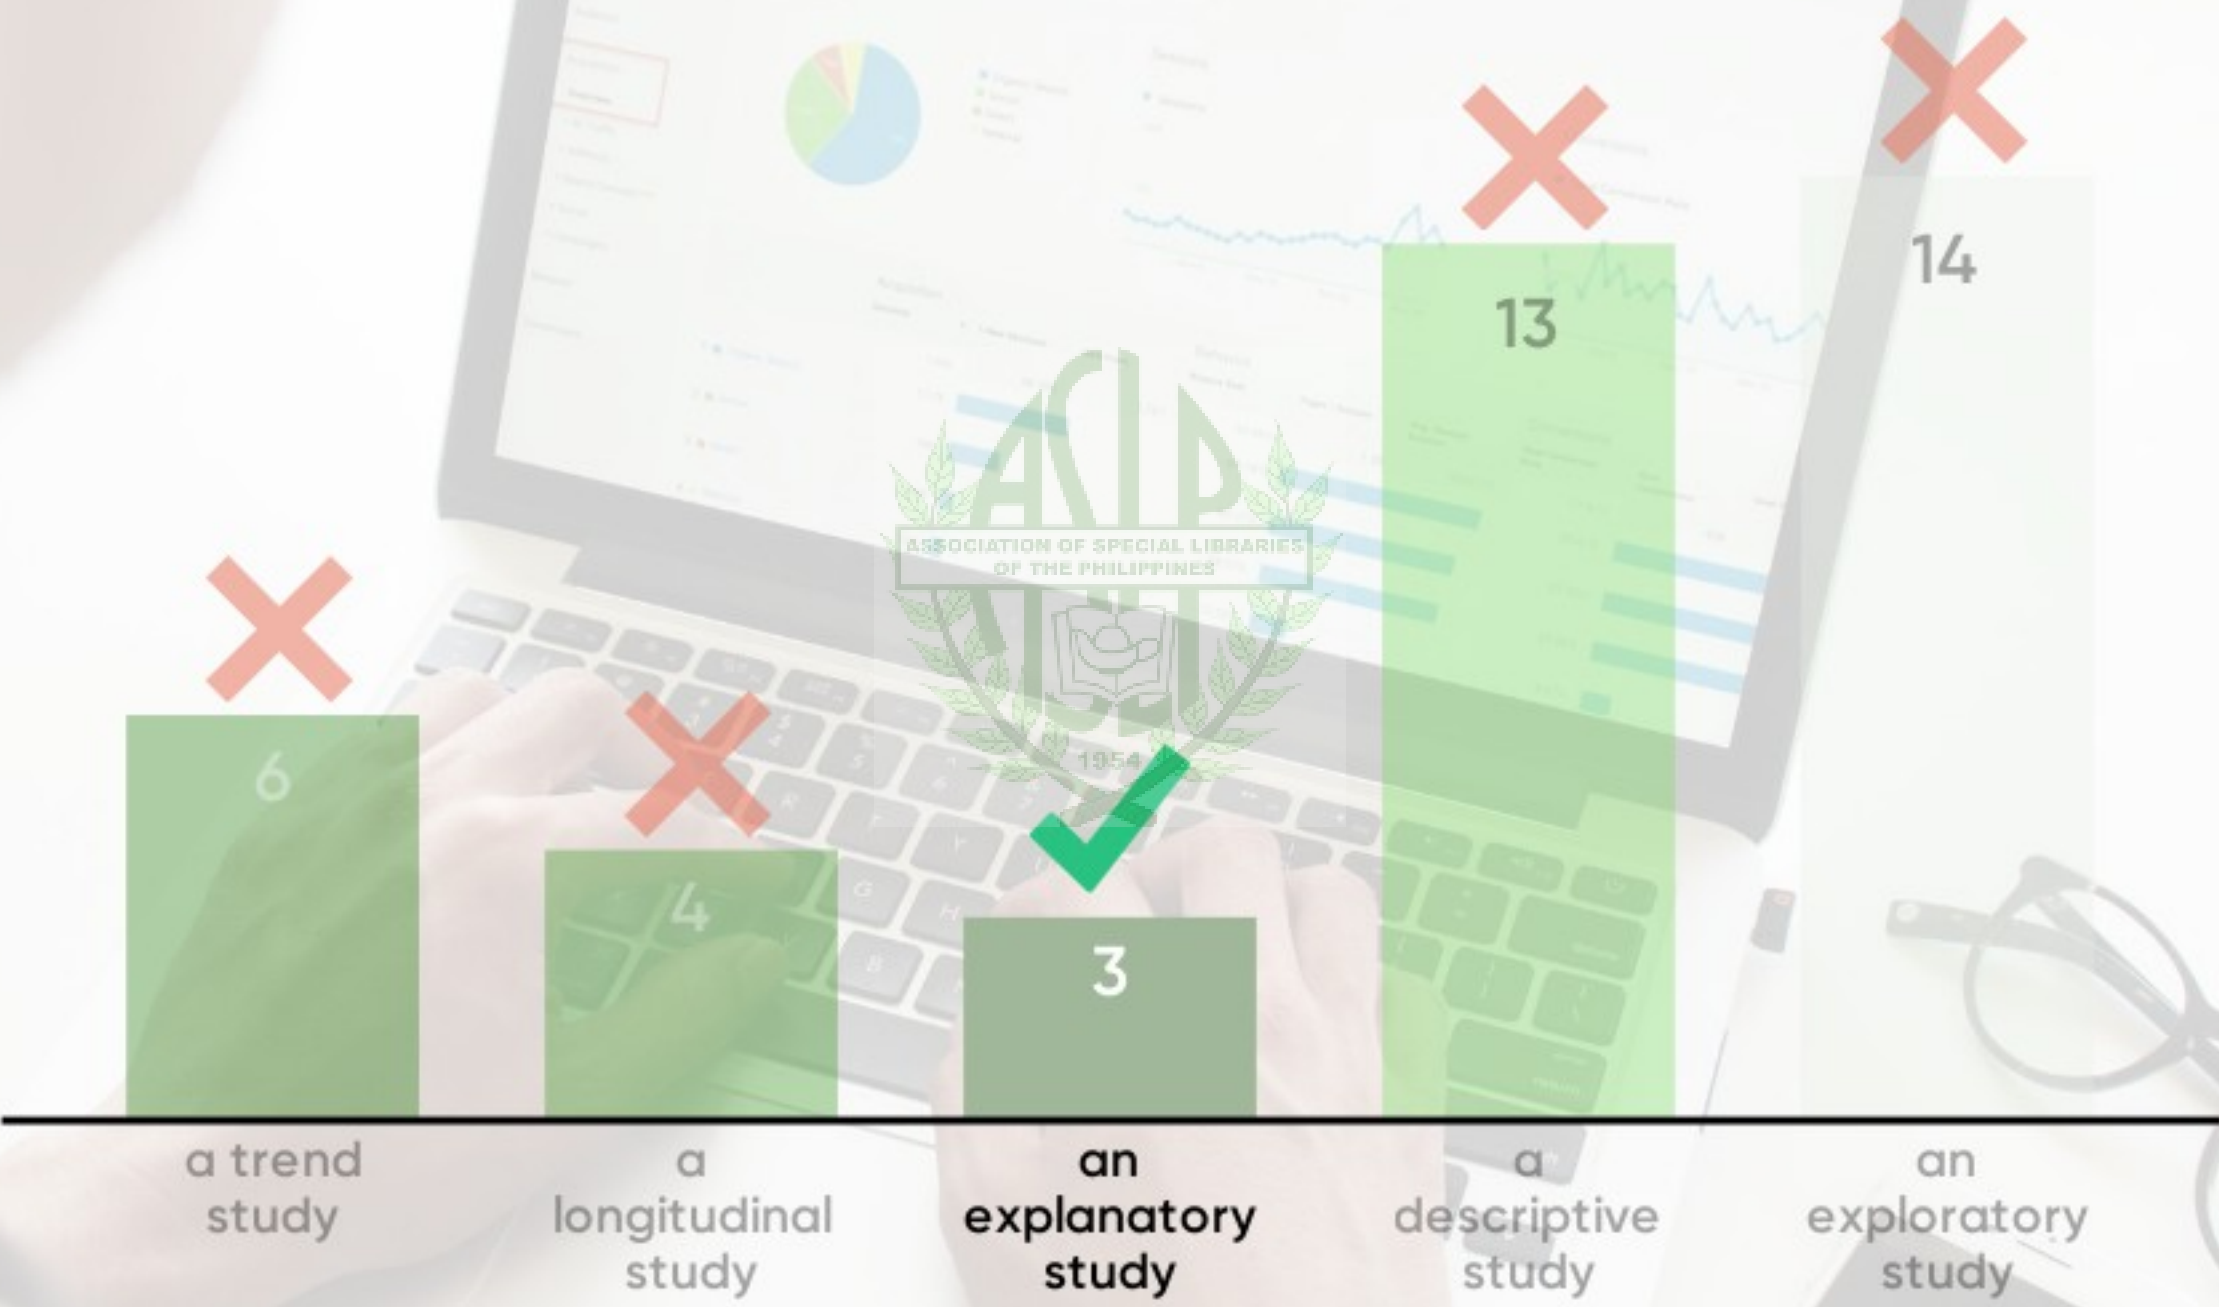 14
13
ASLP
ASSOCIATION OF SPECIAL LIBRARIES
OF THE PHILIPPINES
1954
6
4
3
a trend
study
a
longitudinal
study
an
explanatory
study
a
descriptive
study
an
exploratory
study